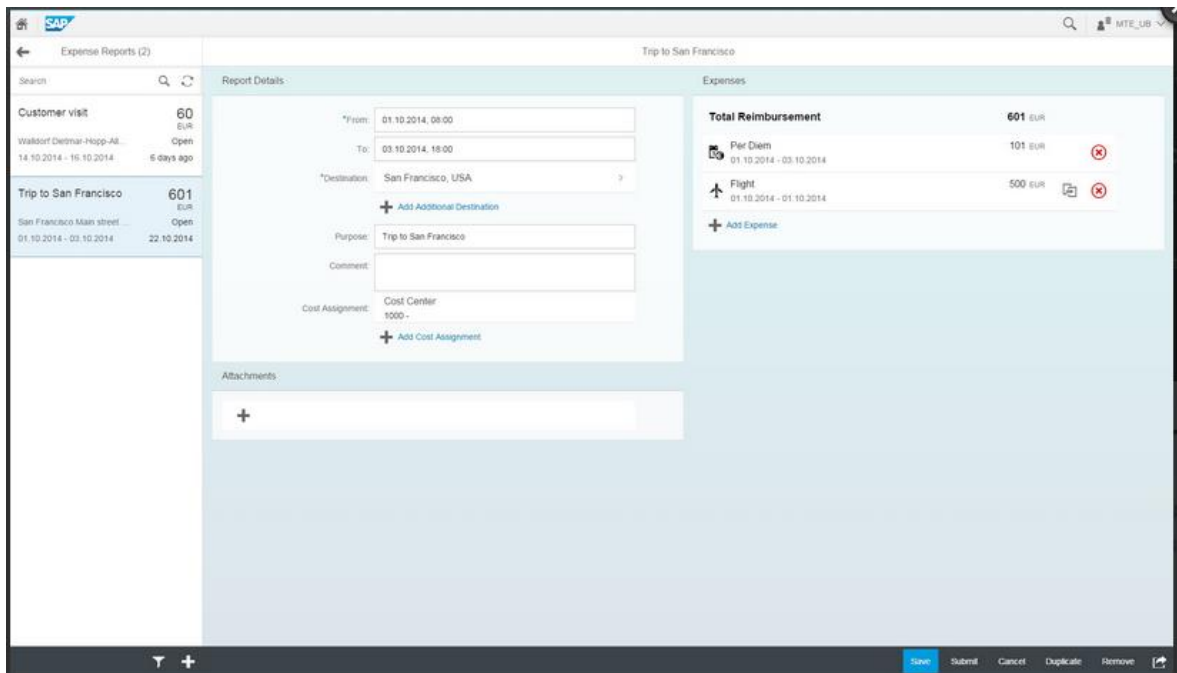 SAP
MTE_UB
Expense Reports (2)
Trip to San Francisco
Search
Customer visit 60
EUR
Walldorf Dietmar-Hopp-All... Open
14.10.2014 - 16.10.2014 6 days ago
Trip to San Francisco 601
EUR
San Francisco Main street ... Open
01.10.2014 - 03.10.2014 22.10.2014
Report Details
*From: 01.10.2014, 08:00
To: 03.10.2014, 18:00
*Destination: San Francisco, USA
Add Additional Destination
Purpose: Trip to San Francisco
Comment:
Cost Assignment: Cost Center
1000 -
Add Cost Assignment
Attachments
Expenses
Total Reimbursement 601 EUR
Per Diem 101 EUR
01.10.2014 - 03.10.2014
Flight 500 EUR
01.10.2014 - 01.10.2014
Add Expense
Save Submit Cancel Duplicate Remove